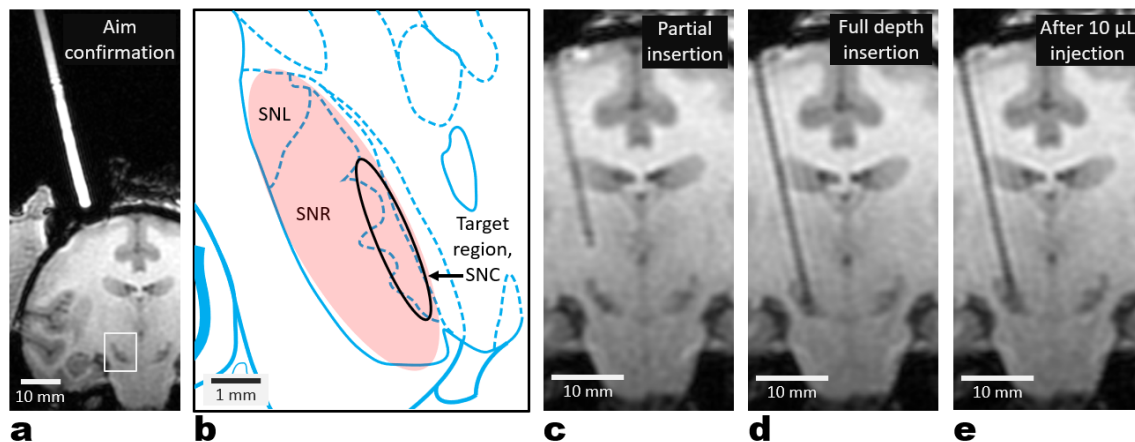 Aim
confirmation
10 mm
a
SNL
SNR
Target
region,
SNC
1 mm
b
Partial
insertion
10 mm
c
Full depth
insertion
10 mm
d
After 10 µL
injection
10 mm
e